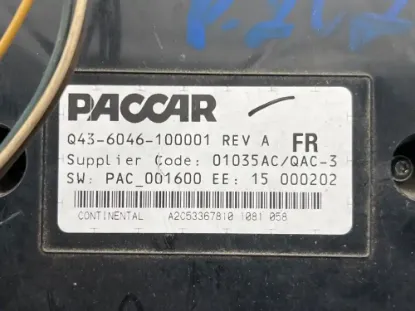 PACCAR
Q43-6046-100001 REV A FR
Supplier Code: 01035AC/QAC-3
SW: PAC_001600 EE: 15 000202
CONTINENTAL A2C53367810 1081 058